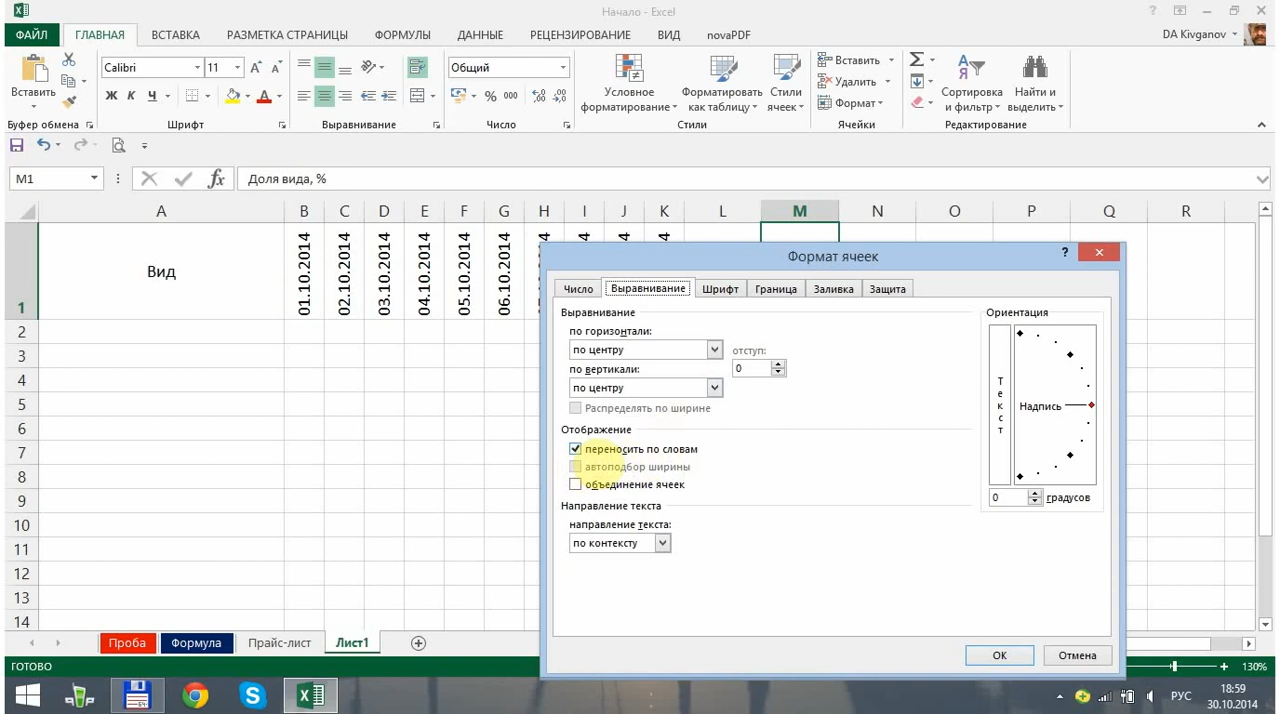 Начало - Excel
ФАЙЛ ГЛАВНАЯ ВСТАВКА РАЗМЕТКА СТРАНИЦЫ ФОРМУЛЫ ДАННЫЕ РЕЦЕНЗИРОВАНИЕ ВИД novaPDF DA Kivganov
Вставить
Calibri 11
Ж К Ч
Общий
% 000
Условное форматирование
Форматировать как таблицу
Стили ячеек
Вставить
Удалить
Формат
Сортировка и фильтр
Найти и выделить
Буфер обмена Шрифт Выравнивание Число Стили Ячейки Редактирование
M1 fx Доля вида, %
A B C D E F G H I J K L M N O P Q R
1 Вид 01.10.2014 02.10.2014 03.10.2014 04.10.2014 05.10.2014 06.10.2014
2
3
4
5
6
7
8
9
10
11
12
13
14
Формат ячеек
Число Выравнивание Шрифт Граница Заливка Защита
Выравнивание
по горизонтали:
по центру
отступ:
0
по вертикали:
по центру
Распределять по ширине
Отображение
переносить по словам
автоподбор ширины
объединение ячеек
Направление текста
направление текста:
по контексту
Ориентация
Текст
Надпись
0 градусов
ОК Отмена
Проба Формула Прайс-лист Лист1
ГОТОВО 130%
РУС 18:59
30.10.2014